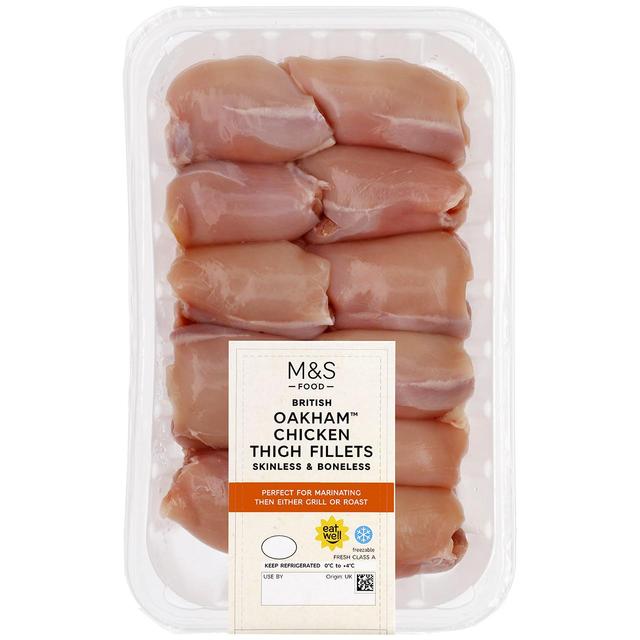 M&S
FOOD
BRITISH
OAKHAM™
CHICKEN
THIGH FILLETS
SKINLESS & BONELESS
PERFECT FOR MARINATING
THEN EITHER GRILL OR ROAST
eat
well
freezable
FRESH CLASS A
KEEP REFRIGERATED 0°C to +4°C
USE BY Origin: UK